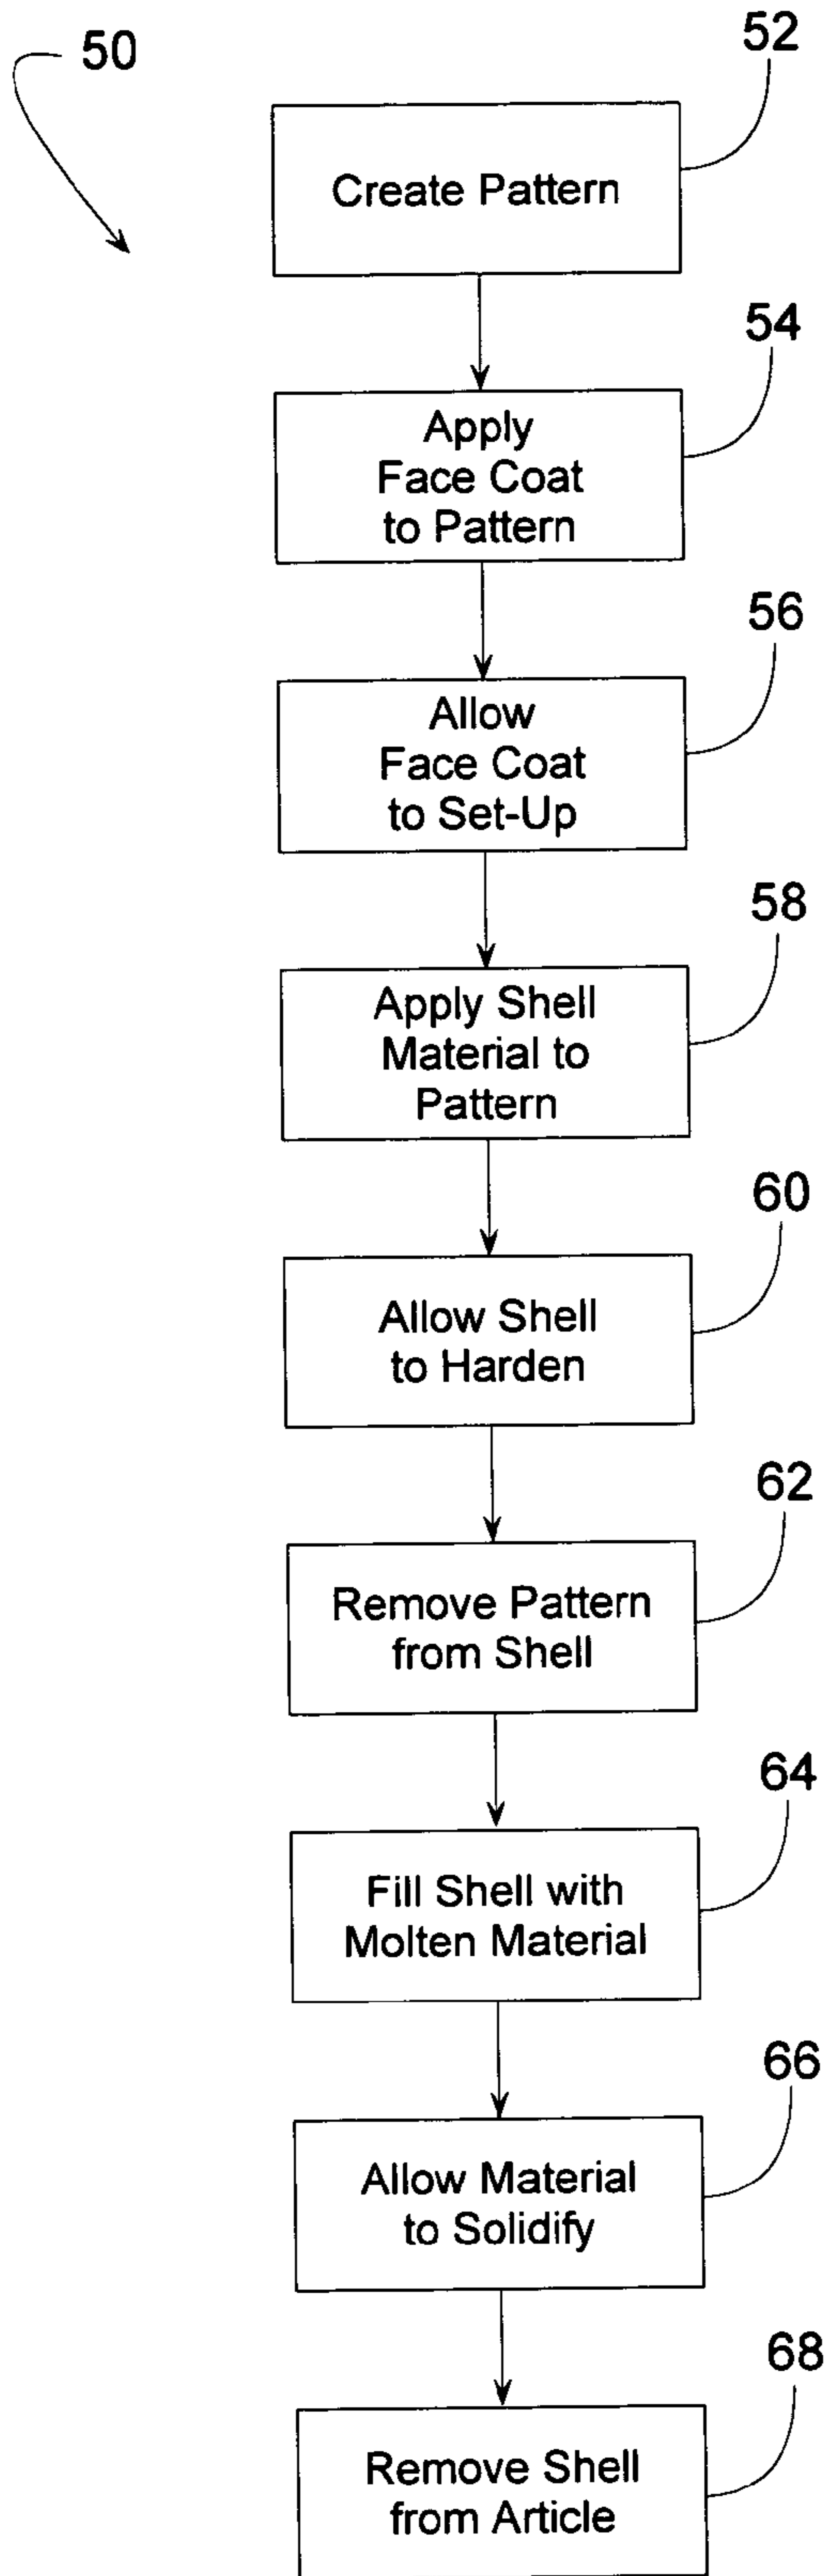 50
52
Create Pattern
54
Apply
Face Coat
to Pattern
56
Allow
Face Coat
to Set-Up
58
Apply Shell
Material to
Pattern
60
Allow Shell
to Harden
62
Remove Pattern
from Shell
64
Fill Shell with
Molten Material
66
Allow Material
to Solidify
68
Remove Shell
from Article